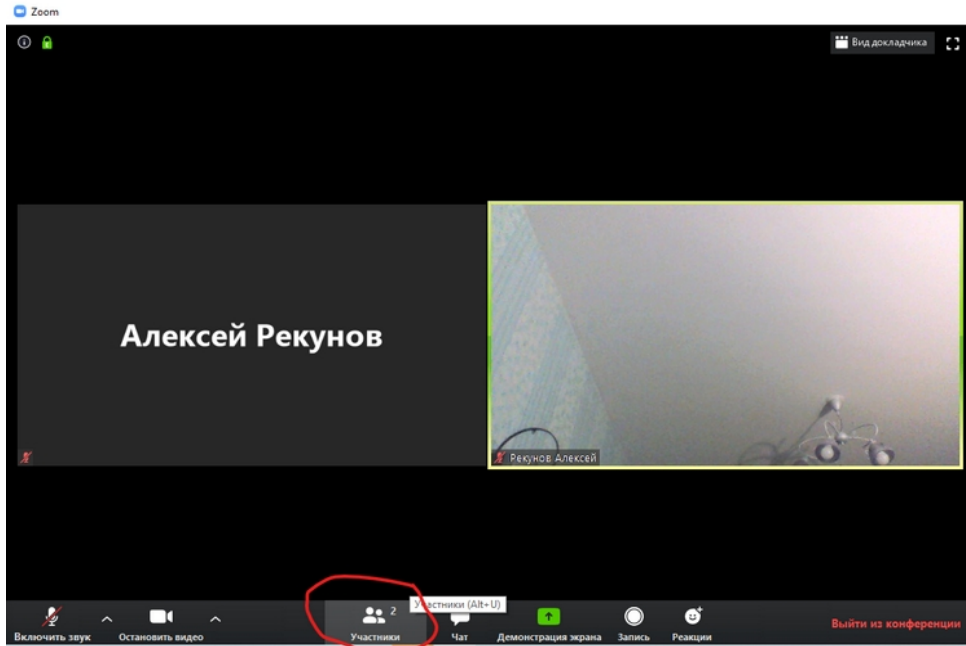 Zoom
Вид докладчика
Алексей Рекунов
Рекунов Алексей
2
Участники (Alt+U)
Включить звук
Остановить видео
Участники
Чат
Демонстрация экрана
Запись
Реакции
Выйти из конференции